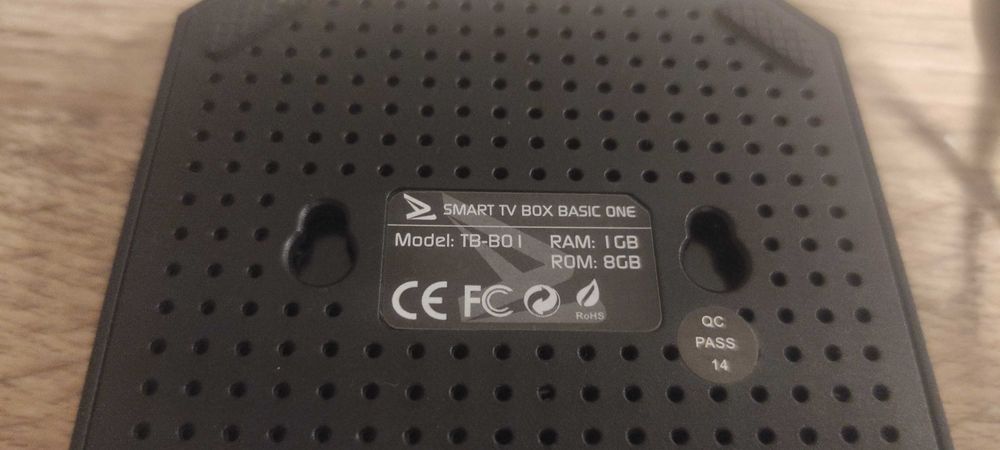 SMART TV BOX BASIC ONE
Model: TB-B01 RAM: 1GB
ROM: 8GB
CE FC
RoHS
QC
PASS
14